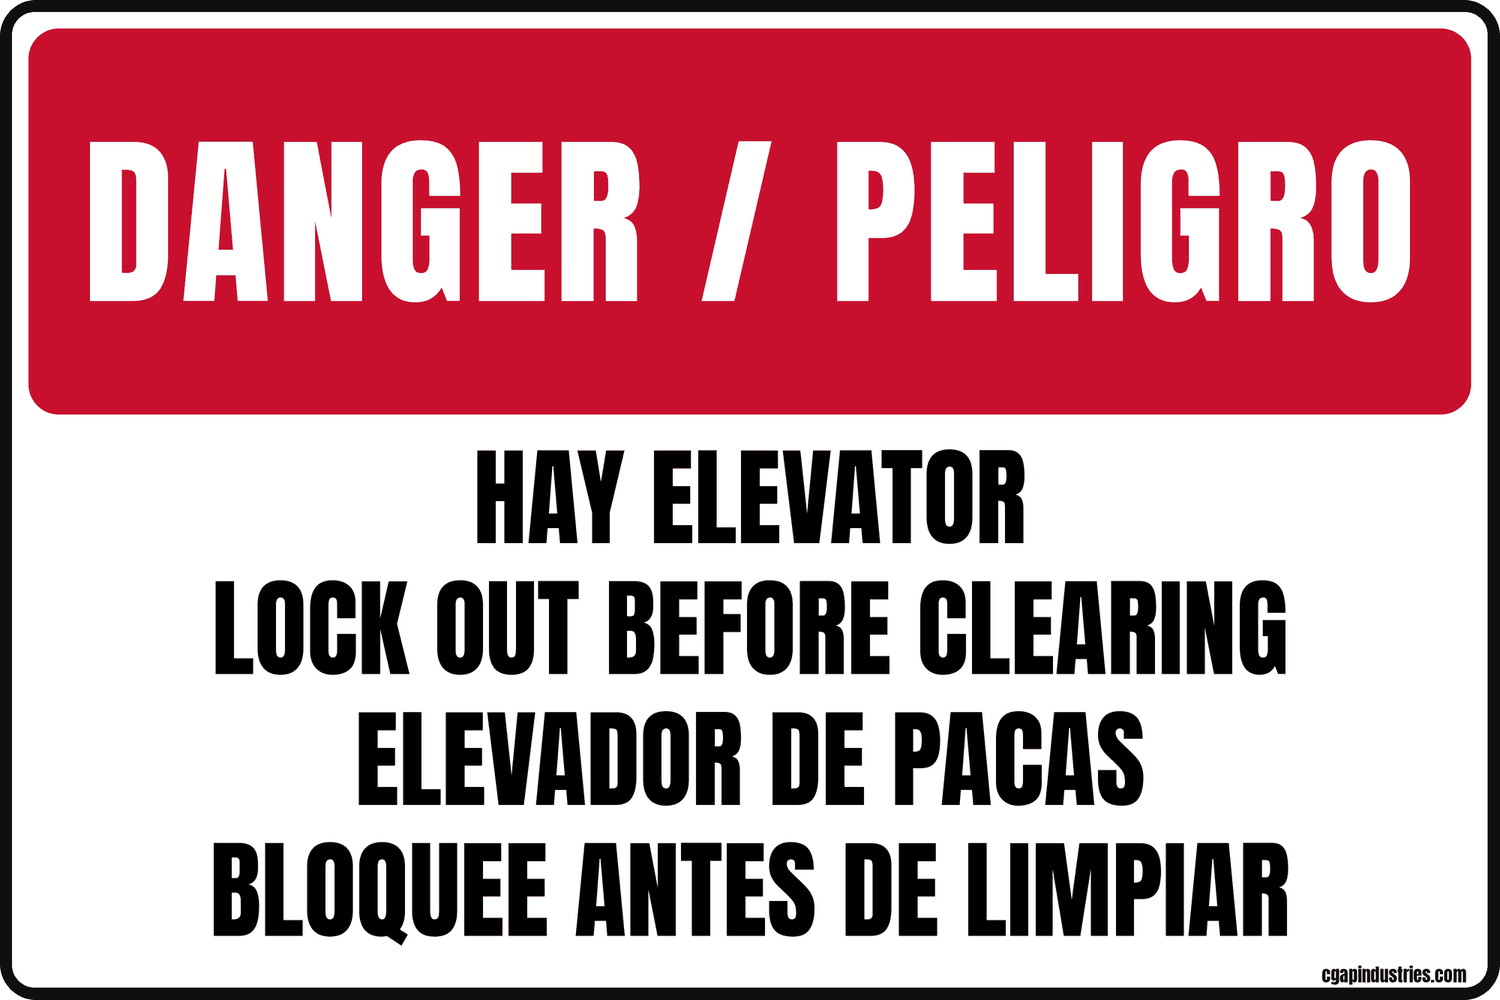 DANGER / PELIGRO
HAY ELEVATOR
LOCK OUT BEFORE CLEARING
ELEVADOR DE PACAS
BLOQUEE ANTES DE LIMPIAR
cgapindustries.com